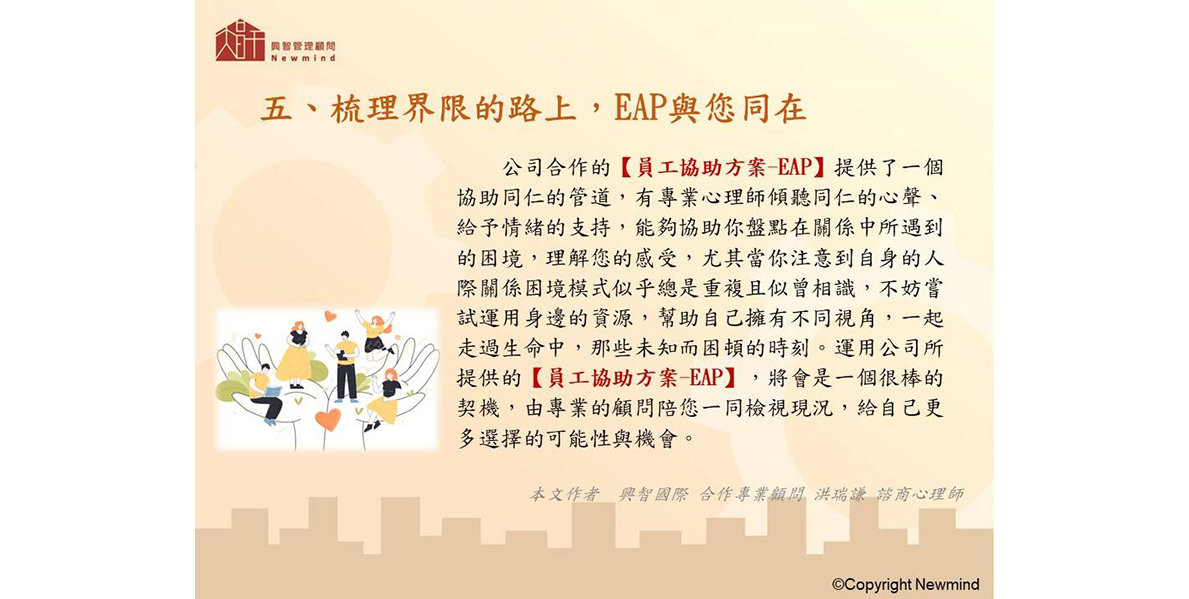 興智管理顧問
Newmind
五、梳理界限的路上，EAP與您同在
公司合作的【員工協助方案-EAP】提供了一個
協助同仁的管道，有專業心理師傾聽同仁的心聲、
給予情緒的支持，能夠協助你盤點在關係中所遇到
的困境，理解您的感受，尤其當你注意到自身的人
際關係困境模式似乎總是重複且似曾相識，不妨嘗
試運用身邊的資源，幫助自己擁有不同視角，一起
走過生命中，那些未知而困頓的時刻。運用公司所
提供的【員工協助方案-EAP】，將會是一個很棒的
契機，由專業的顧問陪您一同檢視現況，給自己更
多選擇的可能性與機會。
本文作者 興智國際 合作專業顧問 洪瑞謙 諮商心理師
©Copyright Newmind